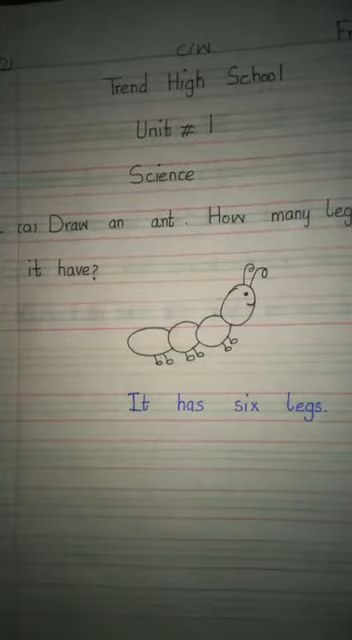 C/W
Trend High School
Unit # 1
Science
(a) Draw an ant. How many
it have?
It has six legs.